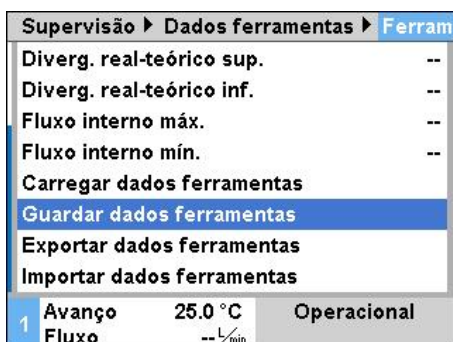 Supervisão ▶ Dados ferramentas ▶ Ferram
Diverg. real-teórico sup. --
Diverg. real-teórico inf. --
Fluxo interno máx. --
Fluxo interno mín. --
Carregar dados ferramentas
Guardar dados ferramentas
Exportar dados ferramentas
Importar dados ferramentas
1 Avanço 25.0 °C Operacional
Fluxo -- L/min